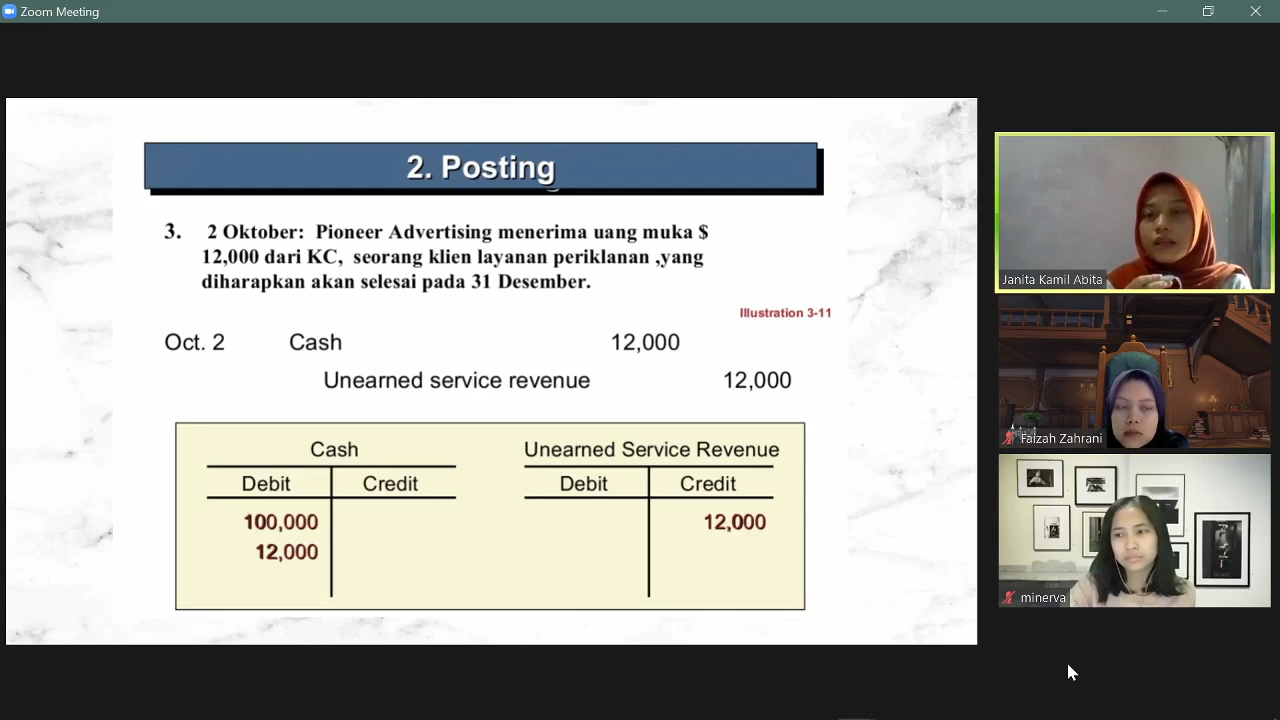 Zoom Meeting
2. Posting
3. 2 Oktober: Pioneer Advertising menerima uang muka $
12,000 dari KC, seorang klien layanan periklanan ,yang
diharapkan akan selesai pada 31 Desember.
Illustration 3-11
Oct. 2 Cash 12,000
Unearned service revenue 12,000
Cash Unearned Service Revenue
Debit Credit Debit Credit
100,000 12,000
12,000
Janita Kamil Abita
Faizah Zahrani
minerva